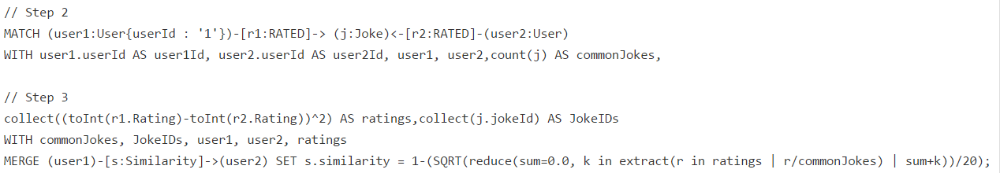 // Step 2
MATCH (user1:User{userId : '1'})-[r1:RATED]-> (j:Joke)<-[r2:RATED]-(user2:User)
WITH user1.userId AS user1Id, user2.userId AS user2Id, user1, user2,count(j) AS commonJokes,
// Step 3
collect((toInt(r1.Rating)-toInt(r2.Rating))^2) AS ratings,collect(j.jokeId) AS JokeIDs
WITH commonJokes, JokeIDs, user1, user2, ratings
MERGE (user1)-[s:Similarity]->(user2) SET s.similarity = 1-(SQRT(reduce(sum=0.0, k in extract(r in ratings | r/commonJokes) | sum+k))/20);